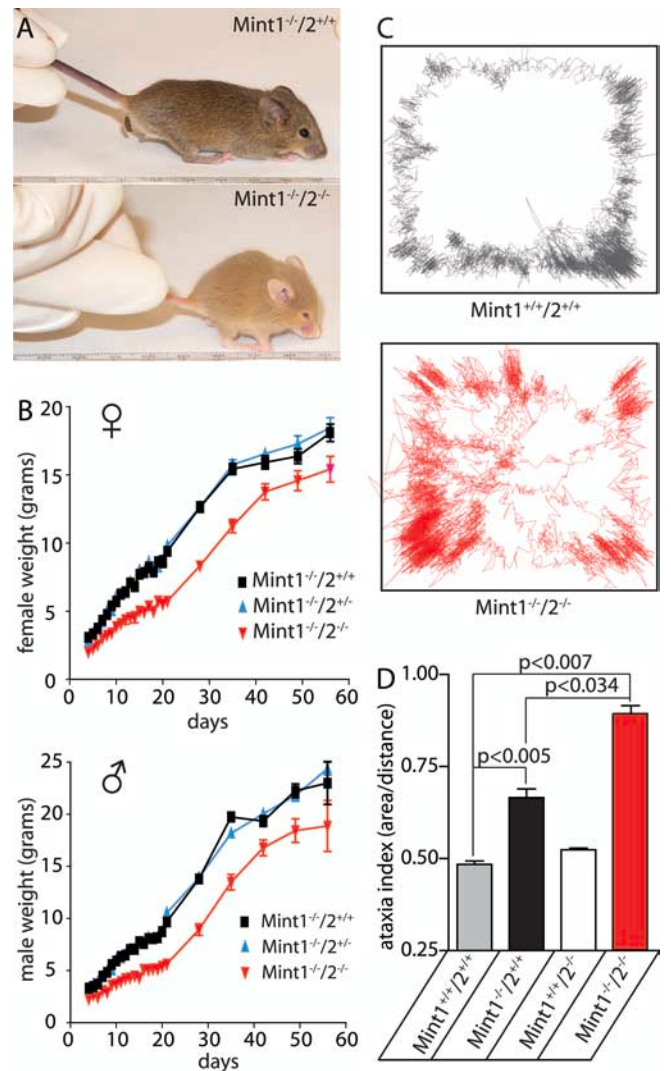 A
Mint1-/-/2+/+
Mint1-/-/2-/-
B
♀
female weight (grams)
20
15
10
5
0
0 10 20 30 40 50 60
days
Mint1-/-/2+/+
Mint1-/-/2+/-
Mint1-/-/2-/-
♂
male weight (grams)
25
20
15
10
5
0
0 10 20 30 40 50 60
days
Mint1-/-/2+/+
Mint1-/-/2+/-
Mint1-/-/2-/-
C
Mint1+/+/2+/+
Mint1-/-/2-/-
D
ataxia index (area/distance)
1.00
0.75
0.50
0.25
p<0.007
p<0.034
p<0.005
Mint1+/+/2+/+
Mint1-/-/2+/+
Mint1+/+/2-/-
Mint1-/-/2-/-